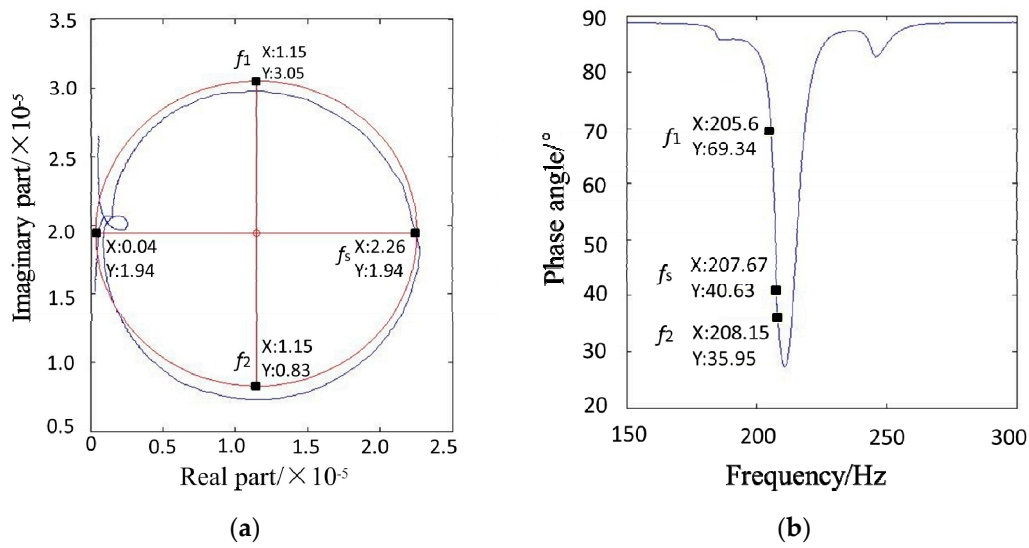 3.5
3.0
2.5
2.0
1.5
1.0
0.5
Imaginary part/×10⁻⁵
f1
X:1.15
Y:3.05
X:0.04
Y:1.94
fs
X:2.26
Y:1.94
f2
X:1.15
Y:0.83
0 0.5 1.0 1.5 2.0 2.5
Real part/×10⁻⁵
(a)
90
80
70
60
50
40
30
20
Phase angle/°
f1
X:205.6
Y:69.34
fs
X:207.67
Y:40.63
f2
X:208.15
Y:35.95
150 200 250 300
Frequency/Hz
(b)